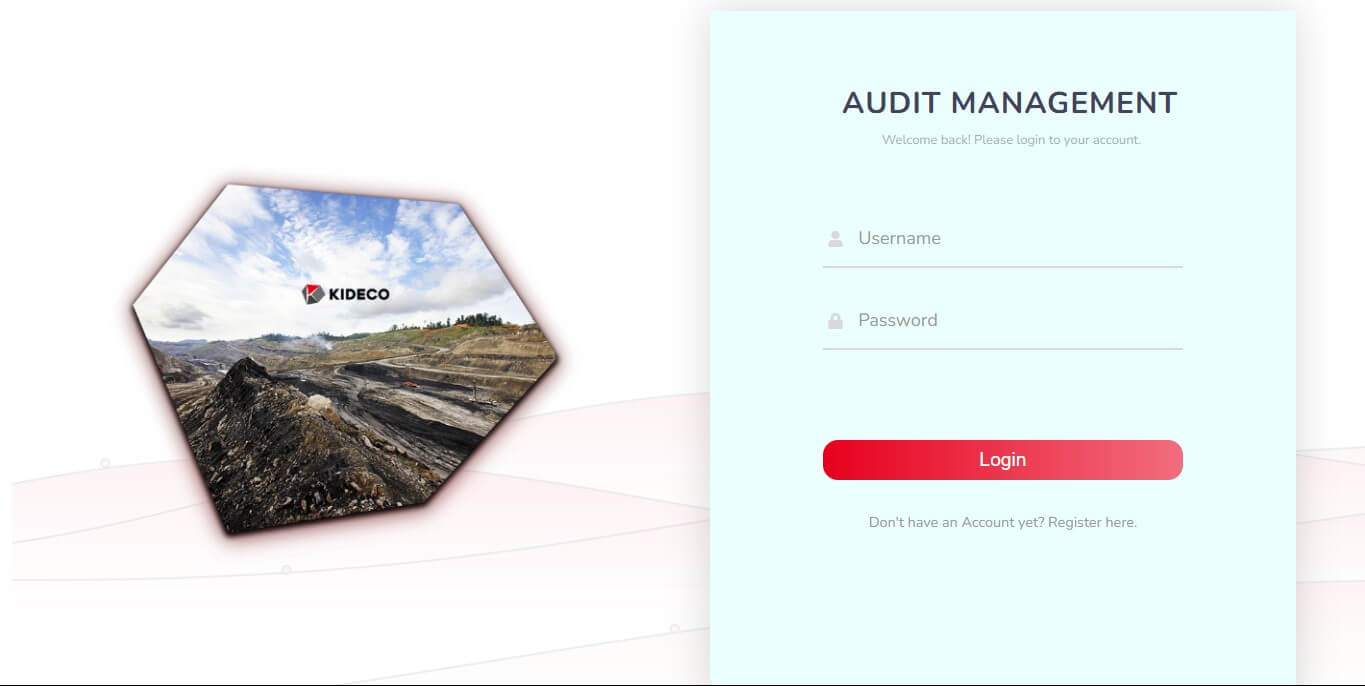 KIDECO
AUDIT MANAGEMENT
Welcome back! Please login to your account.
Username
Password
Login
Don't have an Account yet? Register here.